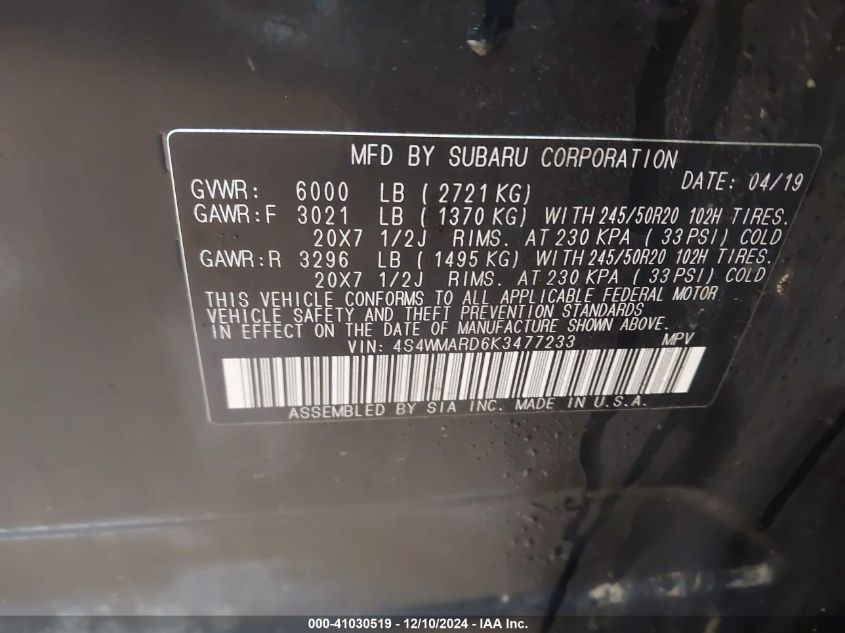 MFD BY SUBARU CORPORATION
DATE: 04/19
GVWR: 6000 LB ( 2721 KG)
GAWR:F 3021 LB ( 1370 KG) WITH 245/50R20 102H TIRES.
20X7 1/2J RIMS. AT 230 KPA ( 33 PSI) COLD
GAWR:R 3296 LB ( 1495 KG) WITH 245/50R20 102H TIRES.
20X7 1/2J RIMS. AT 230 KPA ( 33 PSI) COLD
THIS VEHICLE CONFORMS TO ALL APPLICABLE FEDERAL MOTOR
VEHICLE SAFETY AND THEFT PREVENTION STANDARDS
IN EFFECT ON THE DATE OF MANUFACTURE SHOWN ABOVE.
VIN: 4S4WMARD6K3477233 MPV
ASSEMBLED BY SIA INC. MADE IN U.S.A.
000-41030519 - 12/10/2024 - IAA Inc.